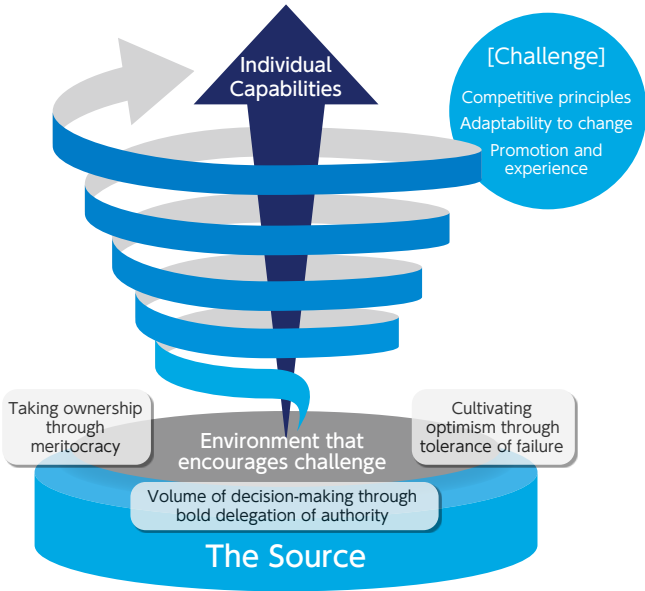 Individual
Capabilities
[Challenge]
Competitive principles
Adaptability to change
Promotion and
experience
Taking ownership
through
meritocracy
Environment that
encourages challenge
Cultivating
optimism through
tolerance of failure
Volume of decision-making through
bold delegation of authority
The Source